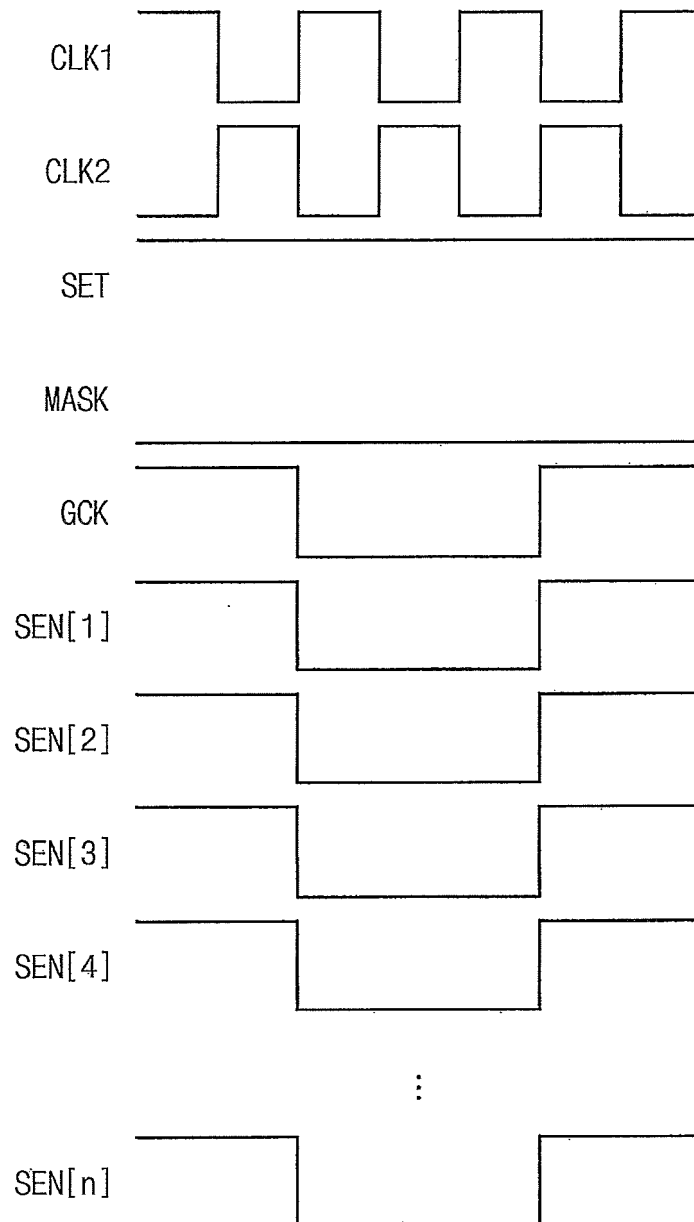 CLK1
CLK2
SET
MASK
GCK
SEN[1]
SEN[2]
SEN[3]
SEN[4]
⋮
SEN[n]